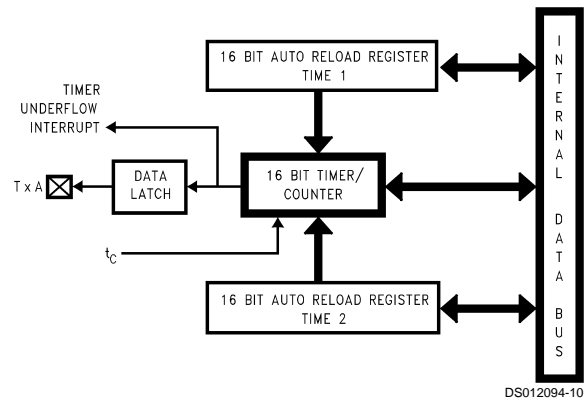 16 BIT AUTO RELOAD REGISTER
TIME 1
TIMER
UNDERFLOW
INTERRUPT
T x A
DATA
LATCH
16 BIT TIMER/
COUNTER
tC
16 BIT AUTO RELOAD REGISTER
TIME 2
INTERNAL DATA BUS
DS012094-10